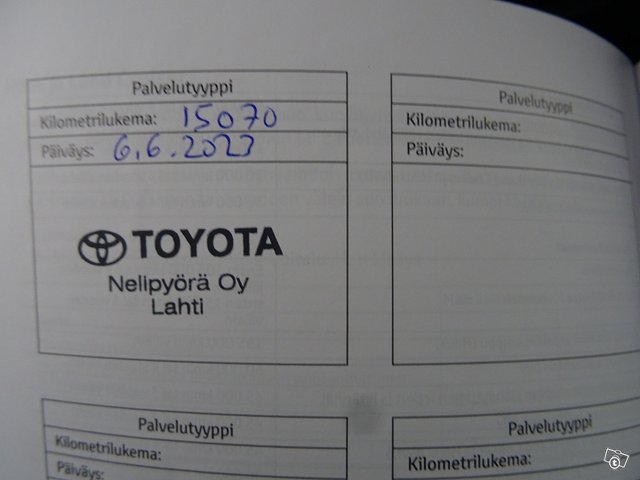 Palvelutyyppi
Kilometrilukema: 15070
Päiväys: 6.6.2023
TOYOTA
Nelipyörä Oy
Lahti
Palvelutyyppi
Kilometrilukema:
Päiväys:
Palvelutyyppi
Kilometrilukema:
Päiväys:
Palvelutyyppi
Kilometrilukema: